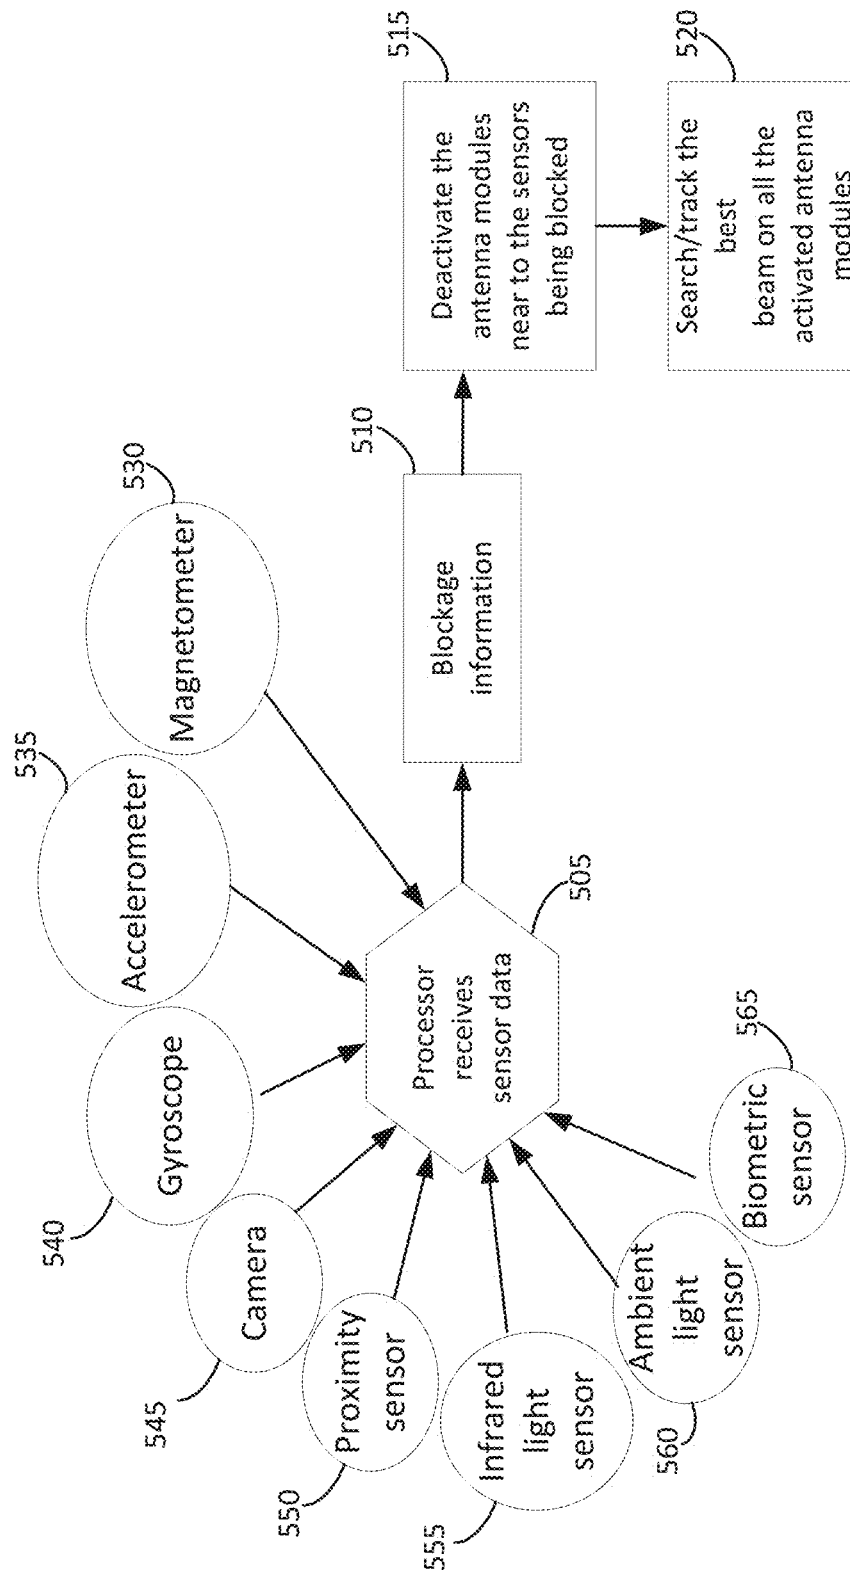 530
Magnetometer
535
Accelerometer
540
Gyroscope
545
Camera
550
Proximity
sensor
555
Infrared
light
sensor
560
Ambient
light
sensor
565
Biometric
sensor
505
Processor
receives
sensor data
510
Blockage
information
515
Deactivate the
antenna modules
near to the sensors
being blocked
520
Search/track the
best
beam on all the
activated antenna
modules